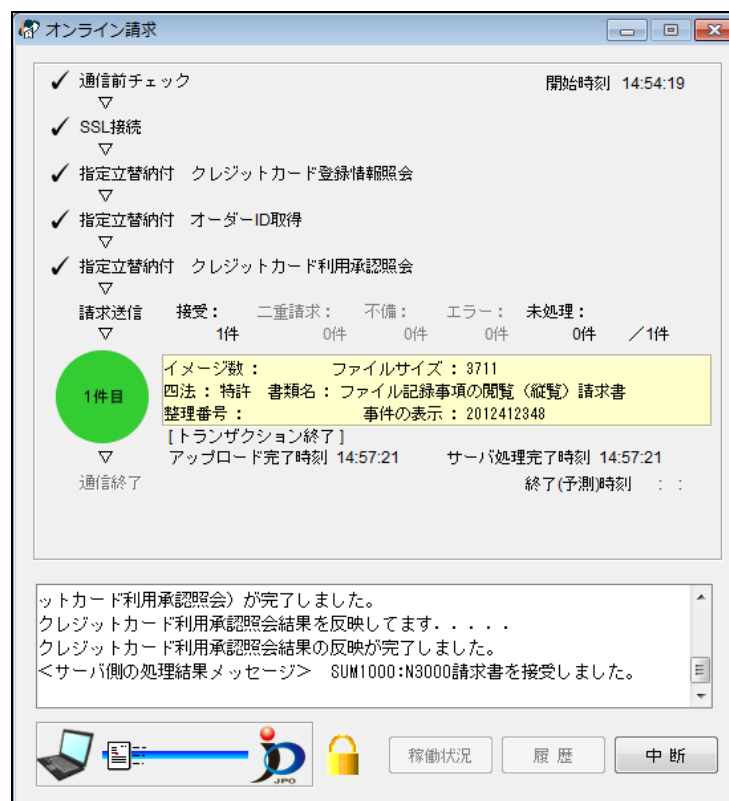 オンライン請求
✓ 通信前チェック 開始時刻 14:54:19
▽
✓ SSL接続
▽
✓ 指定立替納付 クレジットカード登録情報照会
▽
✓ 指定立替納付 オーダーID取得
▽
✓ 指定立替納付 クレジットカード利用承認照会
▽
請求送信 接受： 二重請求： 不備： エラー： 未処理：
▽ 1件 0件 0件 0件 0件 ／1件
1件目
イメージ数： ファイルサイズ：3711
四法：特許 書類名：ファイル記録事項の閲覧（縦覧）請求書
整理番号： 事件の表示：2012412348
[トランザクション終了]
▽ アップロード完了時刻 14:57:21 サーバ処理完了時刻 14:57:21
通信終了 終了(予測)時刻 : :
ットカード利用承認照会）が完了しました。
クレジットカード利用承認照会結果を反映してます．．．．．
クレジットカード利用承認照会結果の反映が完了しました。
＜サーバ側の処理結果メッセージ＞ SUM1000:N3000請求書を接受しました。
JPO
稼働状況 履歴 中断